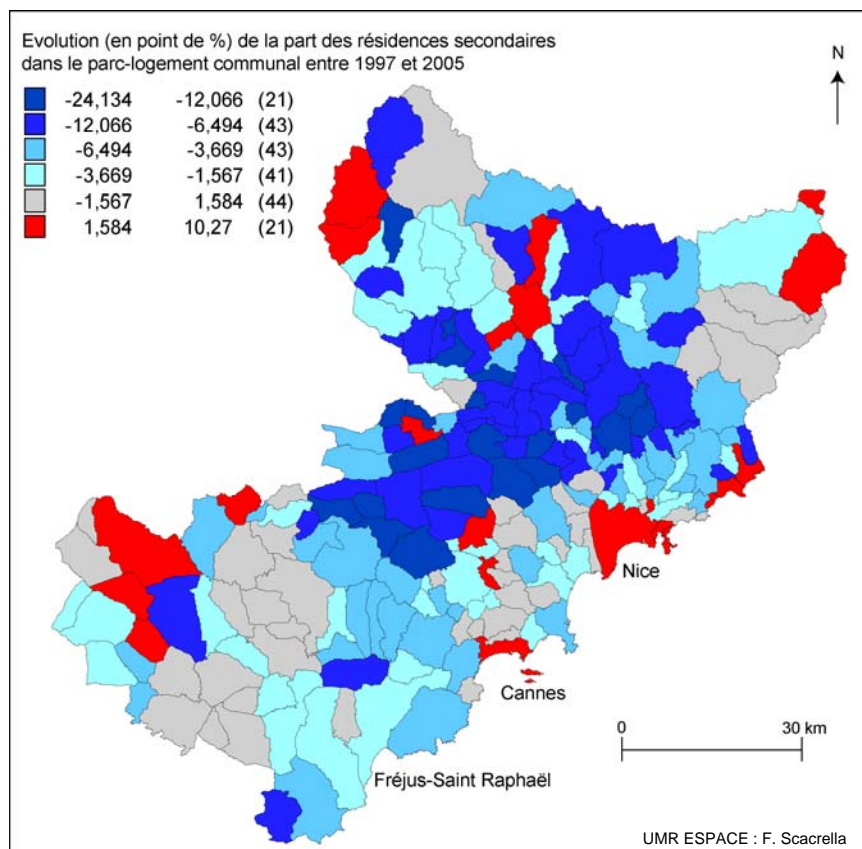 Evolution (en point de %) de la part des résidences secondaires
dans le parc-logement communal entre 1997 et 2005
-24,134 -12,066 (21)
-12,066 -6,494 (43)
-6,494 -3,669 (43)
-3,669 -1,567 (41)
-1,567 1,584 (44)
1,584 10,27 (21)
N
Nice
Cannes
0 30 km
Fréjus-Saint Raphaël
UMR ESPACE : F. Scacrella